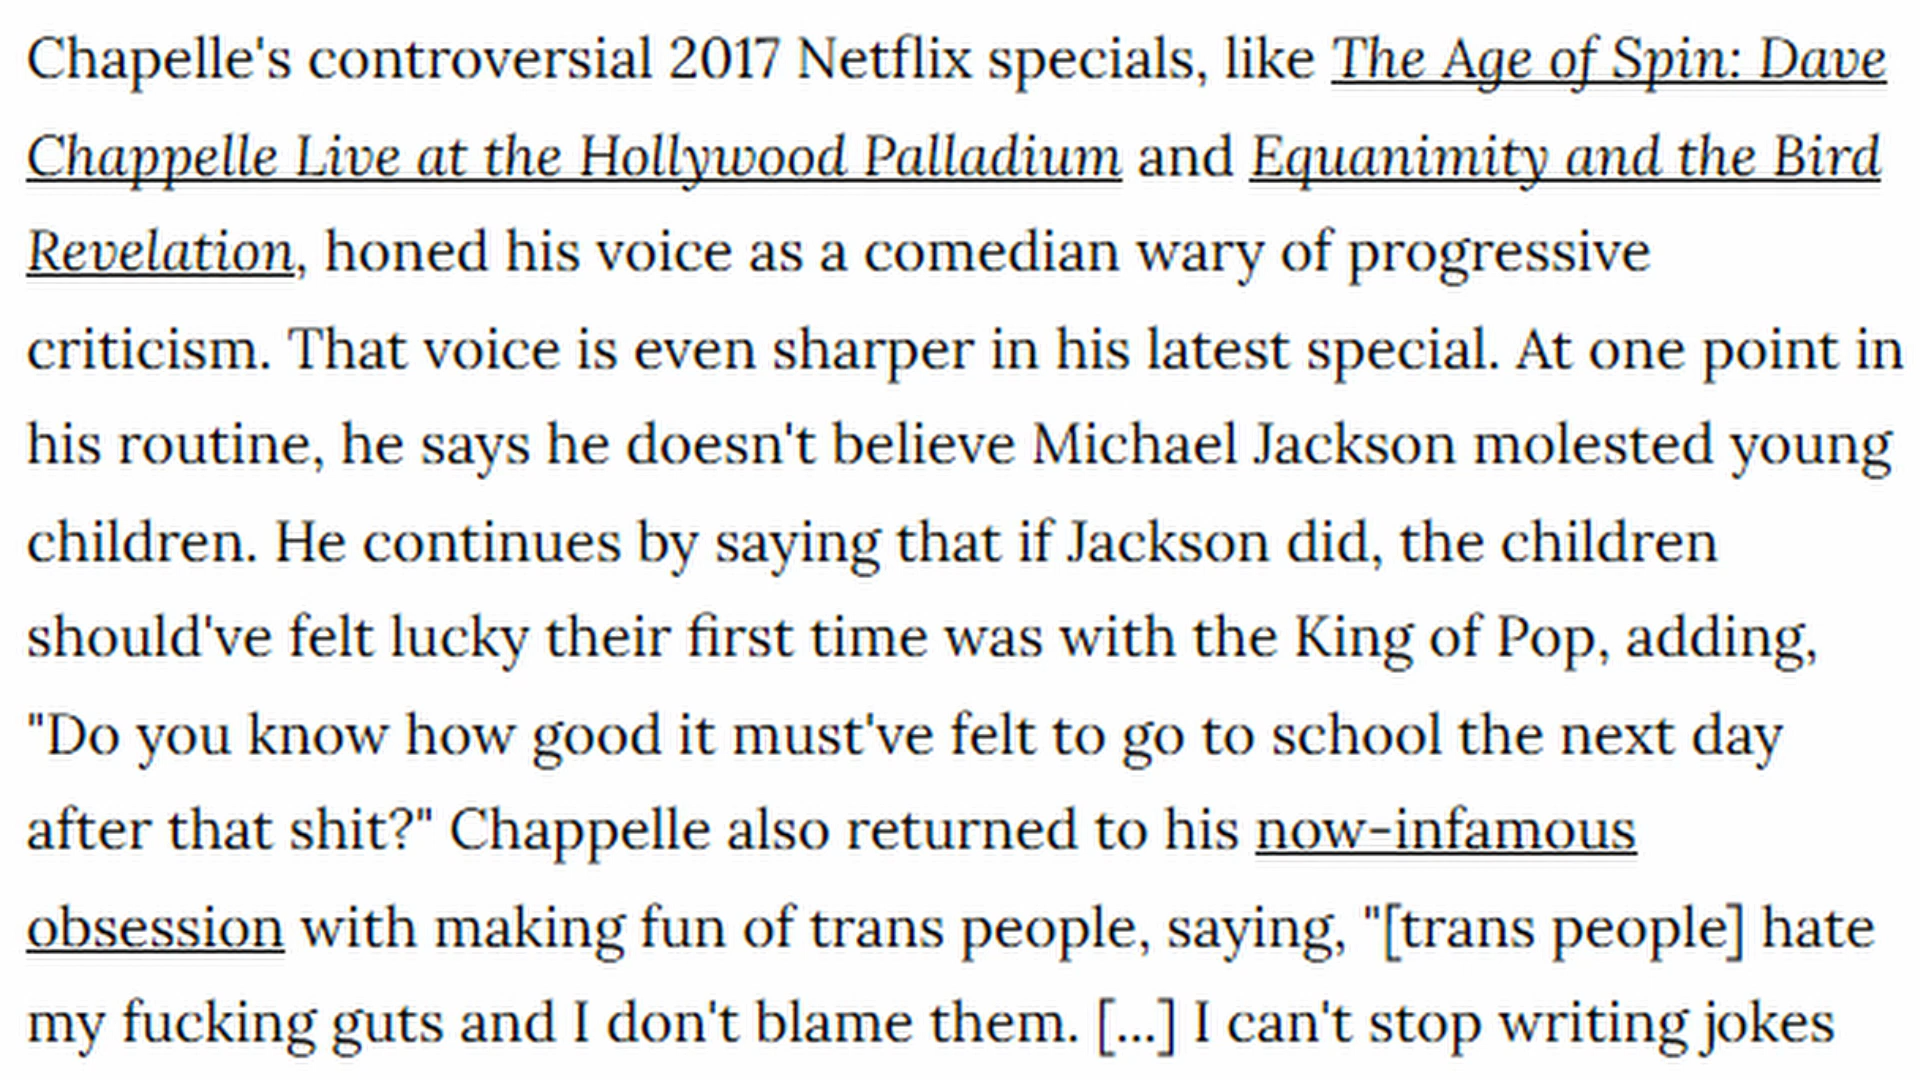 Chapelle's controversial 2017 Netflix specials, like The Age of Spin: Dave
Chappelle Live at the Hollywood Palladium and Equanimity and the Bird
Revelation, honed his voice as a comedian wary of progressive
criticism. That voice is even sharper in his latest special. At one point in
his routine, he says he doesn't believe Michael Jackson molested young
children. He continues by saying that if Jackson did, the children
should've felt lucky their first time was with the King of Pop, adding,
"Do you know how good it must've felt to go to school the next day
after that shit?" Chappelle also returned to his now-infamous
obsession with making fun of trans people, saying, "[trans people] hate
my fucking guts and I don't blame them. [...] I can't stop writing jokes